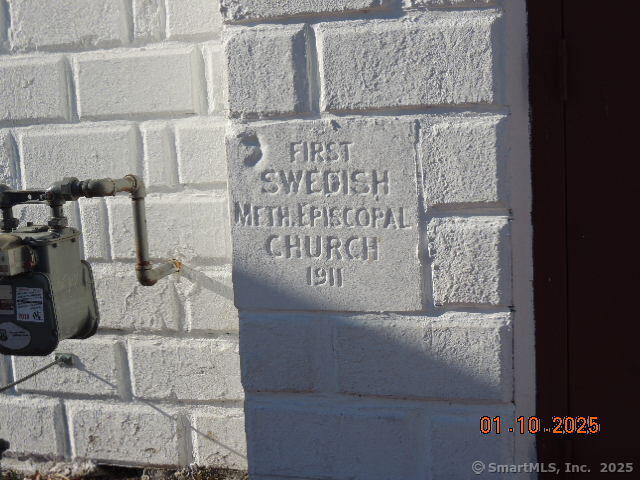 FIRST
SWEDISH
METH. EPISCOPAL
CHURCH
1911
01.10.2025
©SmartMLS, Inc. 2025